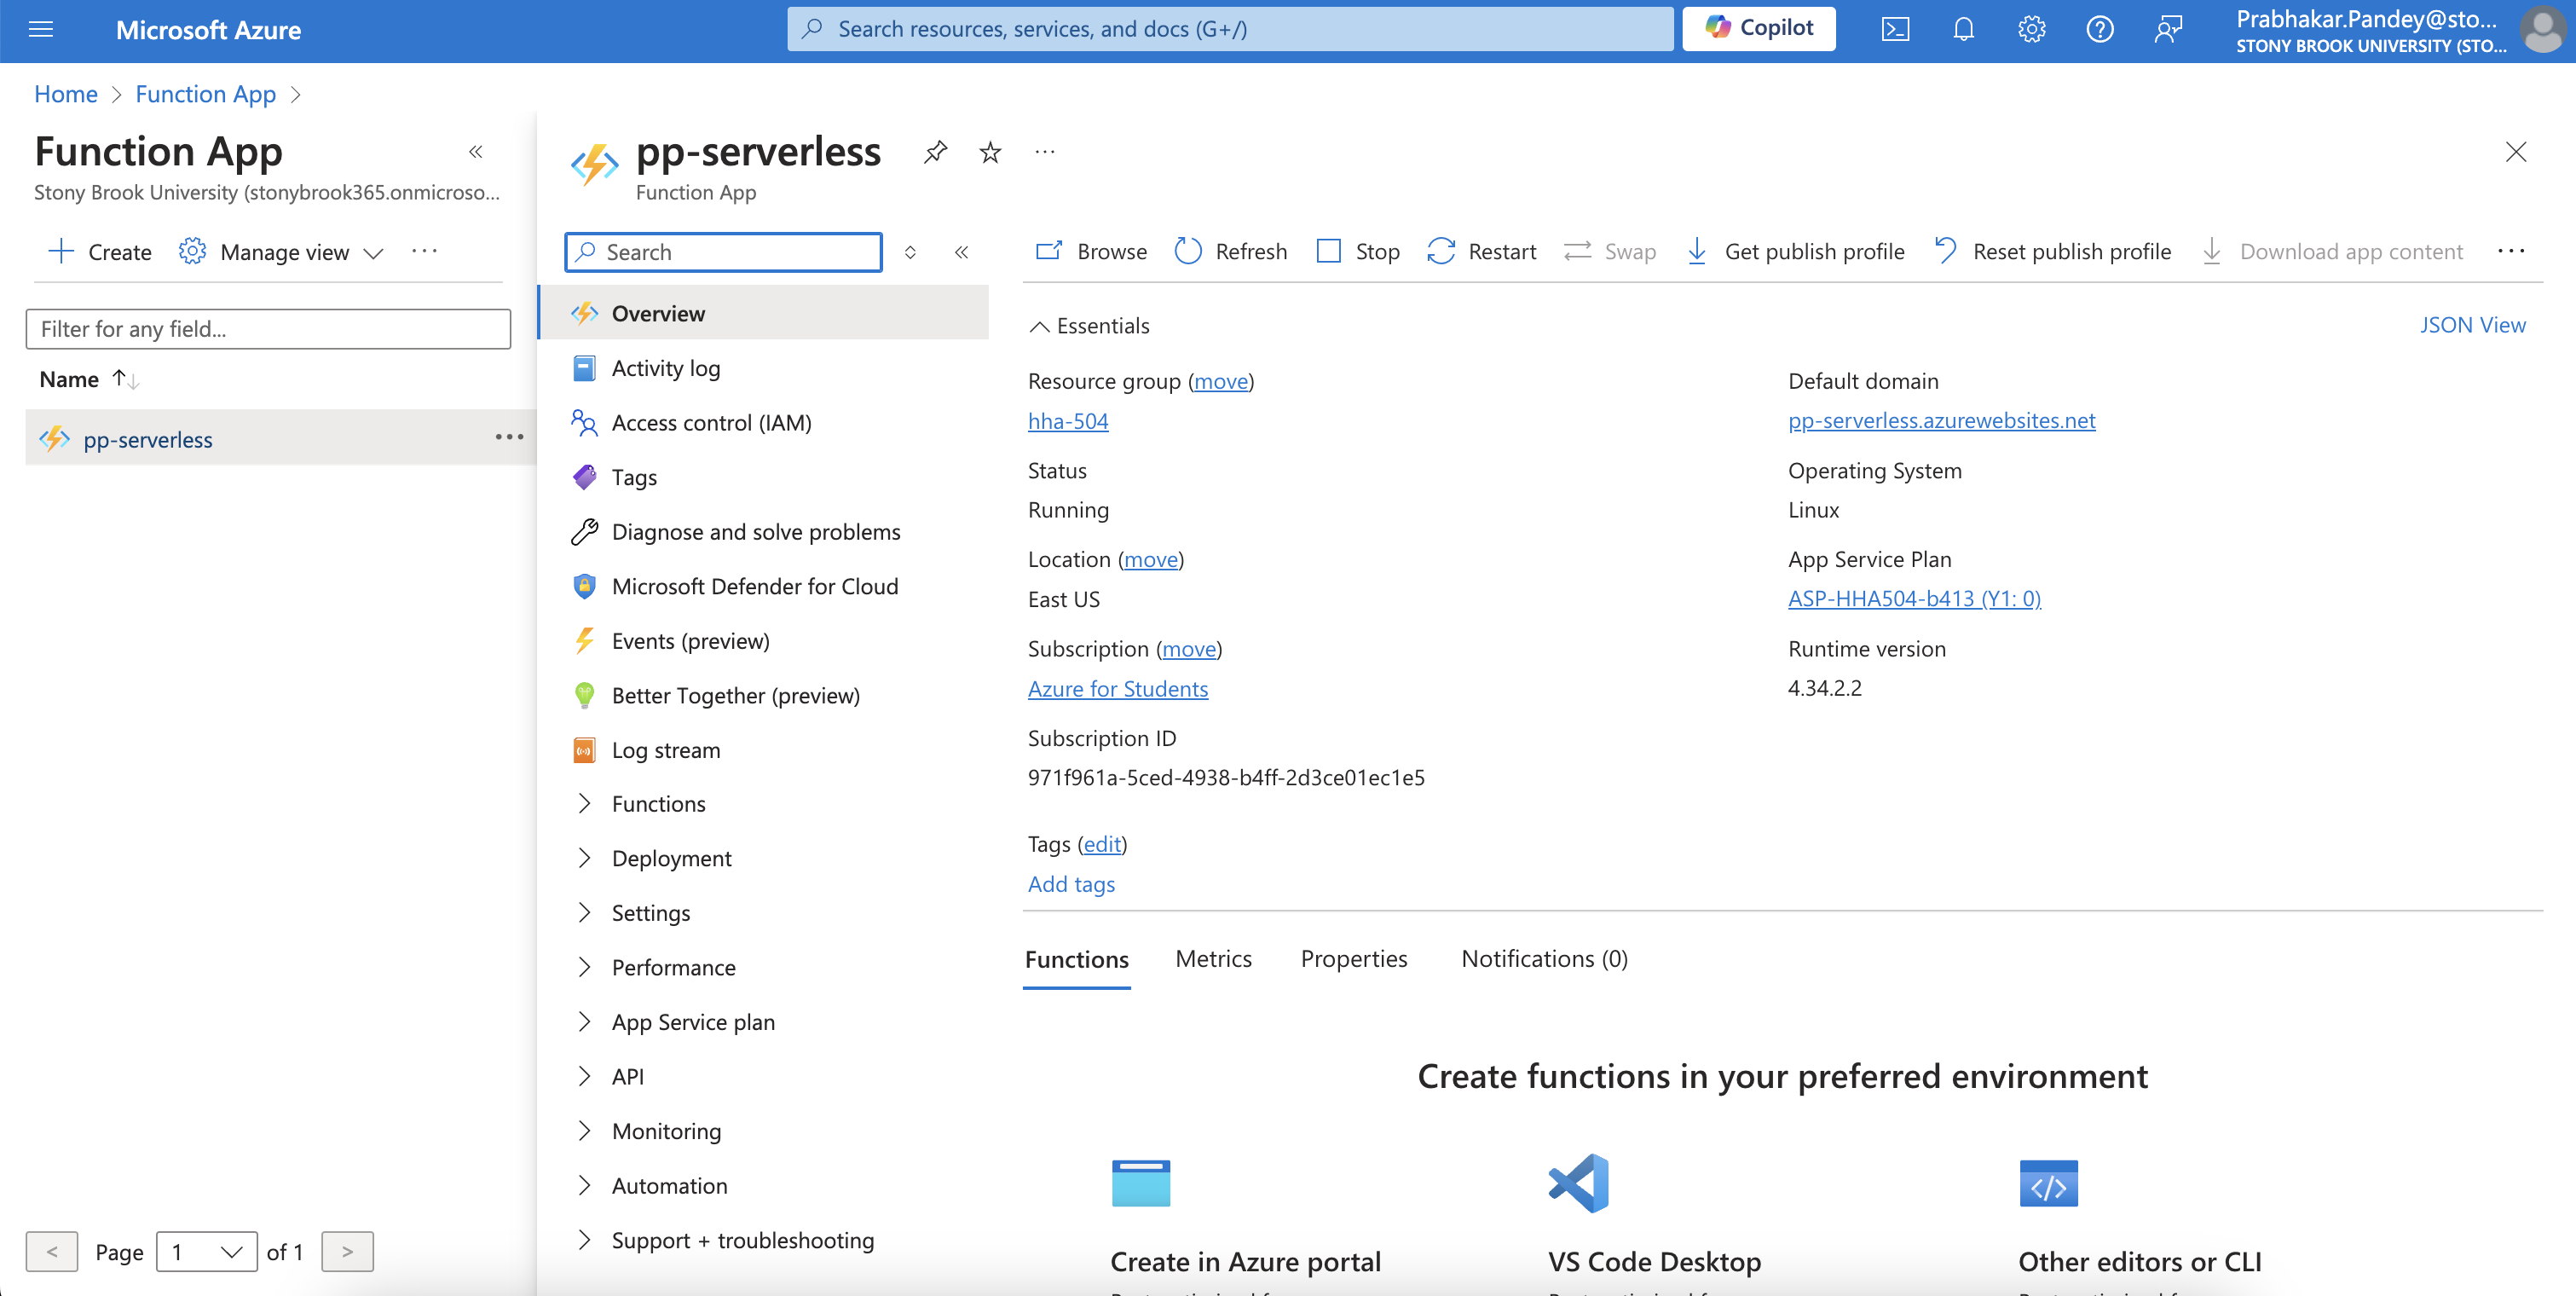 Microsoft Azure
Search resources, services, and docs (G+/)
Copilot
Prabhakar.Pandey@sto...
STONY BROOK UNIVERSITY (STO...
Home > Function App >
Function App
Stony Brook University (stonybrook365.onmicroso...
Create
Manage view
Filter for any field...
Name
pp-serverless
< Page 1 of 1 >
pp-serverless
Function App
Search
Overview
Activity log
Access control (IAM)
Tags
Diagnose and solve problems
Microsoft Defender for Cloud
Events (preview)
Better Together (preview)
Log stream
Functions
Deployment
Settings
Performance
App Service plan
API
Monitoring
Automation
Support + troubleshooting
Browse Refresh Stop Restart Swap Get publish profile Reset publish profile Download app content
Essentials
JSON View
Resource group (move)
hha-504
Status
Running
Location (move)
East US
Subscription (move)
Azure for Students
Subscription ID
971f961a-5ced-4938-b4ff-2d3ce01ec1e5
Default domain
pp-serverless.azurewebsites.net
Operating System
Linux
App Service Plan
ASP-HHA504-b413 (Y1: 0)
Runtime version
4.34.2.2
Tags (edit)
Add tags
Functions Metrics Properties Notifications (0)
Create functions in your preferred environment
Create in Azure portal
VS Code Desktop
Other editors or CLI